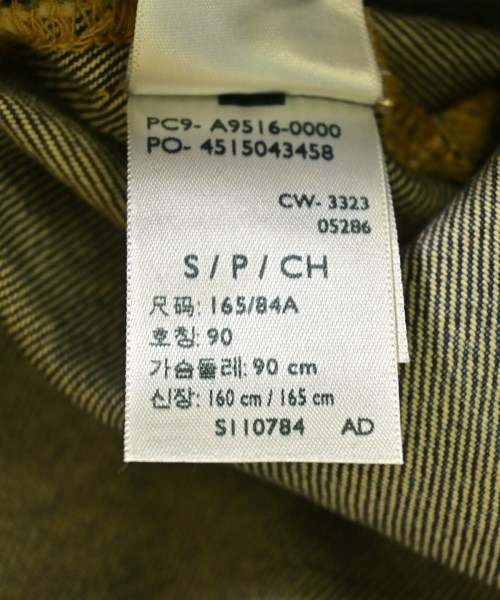 PC9- A9516-0000
PO- 4515043458
CW- 3323
05286
S / P / CH
尺码: 165/84A
호칭: 90
가슴둘레: 90 cm
신장: 160 cm / 165 cm
S110784 AD